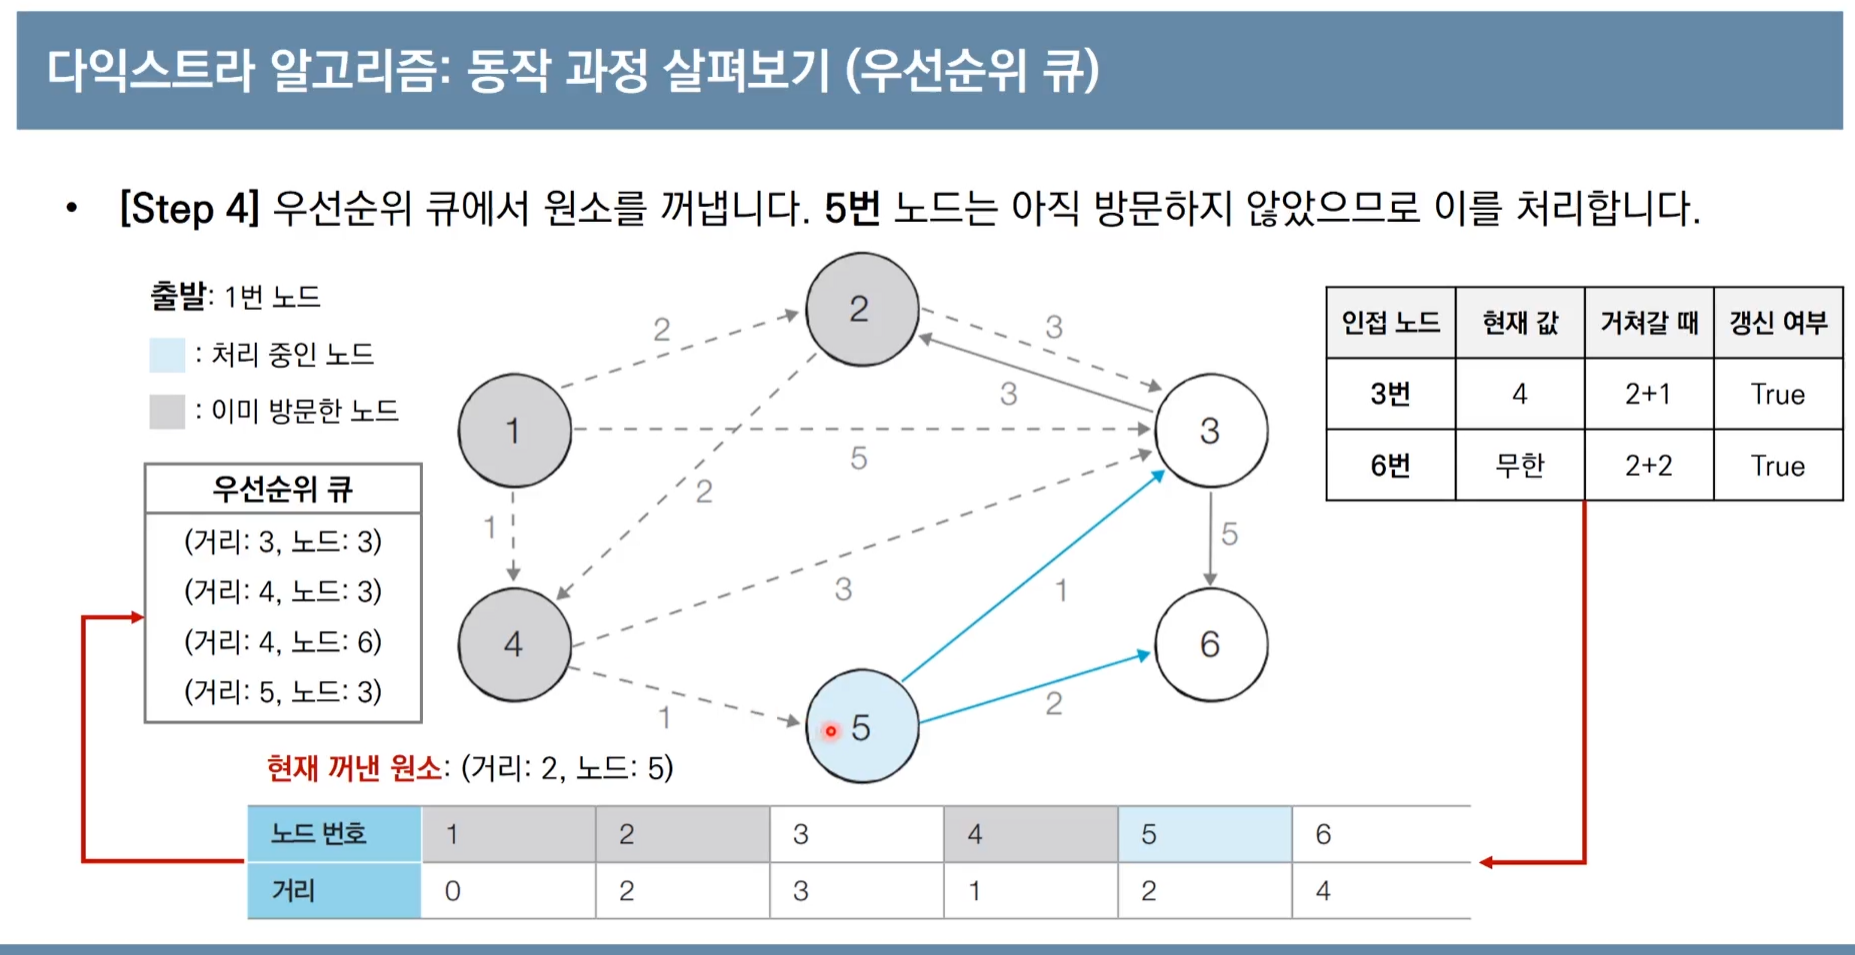 다익스트라 알고리즘: 동작 과정 살펴보기 (우선순위 큐)
• [Step 4] 우선순위 큐에서 원소를 꺼냅니다. 5번 노드는 아직 방문하지 않았으므로 이를 처리합니다.
출발: 1번 노드
: 처리 중인 노드
: 이미 방문한 노드
우선순위 큐
(거리: 3, 노드: 3)
(거리: 4, 노드: 3)
(거리: 4, 노드: 6)
(거리: 5, 노드: 3)
2
2
3
3
1
5
3
2
1
3
1
5
4
6
1
5
2
인접 노드 현재 값 거쳐갈 때 갱신 여부
3번 4 2+1 True
6번 무한 2+2 True
현재 꺼낸 원소: (거리: 2, 노드: 5)
노드 번호 1 2 3 4 5 6
거리 0 2 3 1 2 4